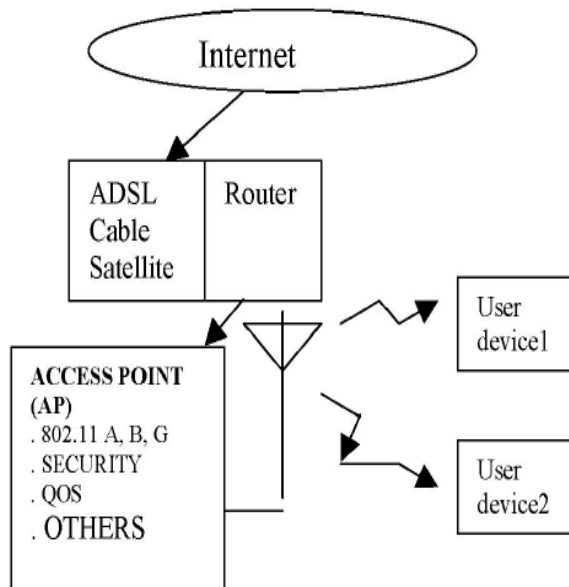 Internet
ADSL
Cable
Satellite
Router
ACCESS POINT
(AP)
. 802.11 A, B, G
. SECURITY
. QOS
. OTHERS
User
device1
User
device2